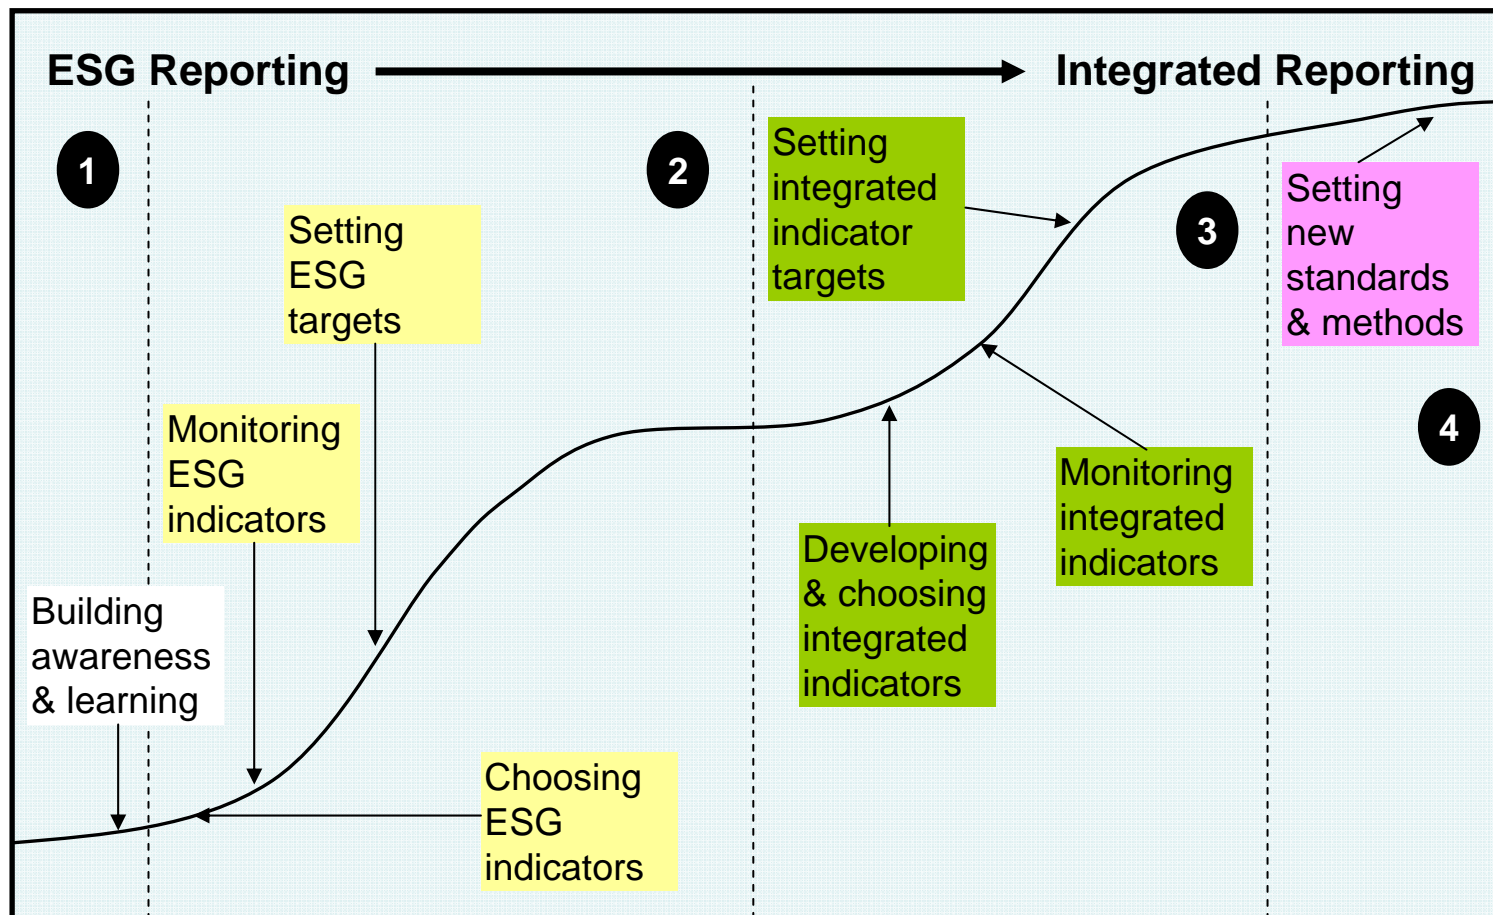 ESG Reporting
Integrated Reporting
1
2
3
4
Setting
ESG
targets
Monitoring
ESG
indicators
Building
awareness
& learning
Choosing
ESG
indicators
Setting
integrated
indicator
targets
Developing
& choosing
integrated
indicators
Monitoring
integrated
indicators
Setting
new
standards
& methods